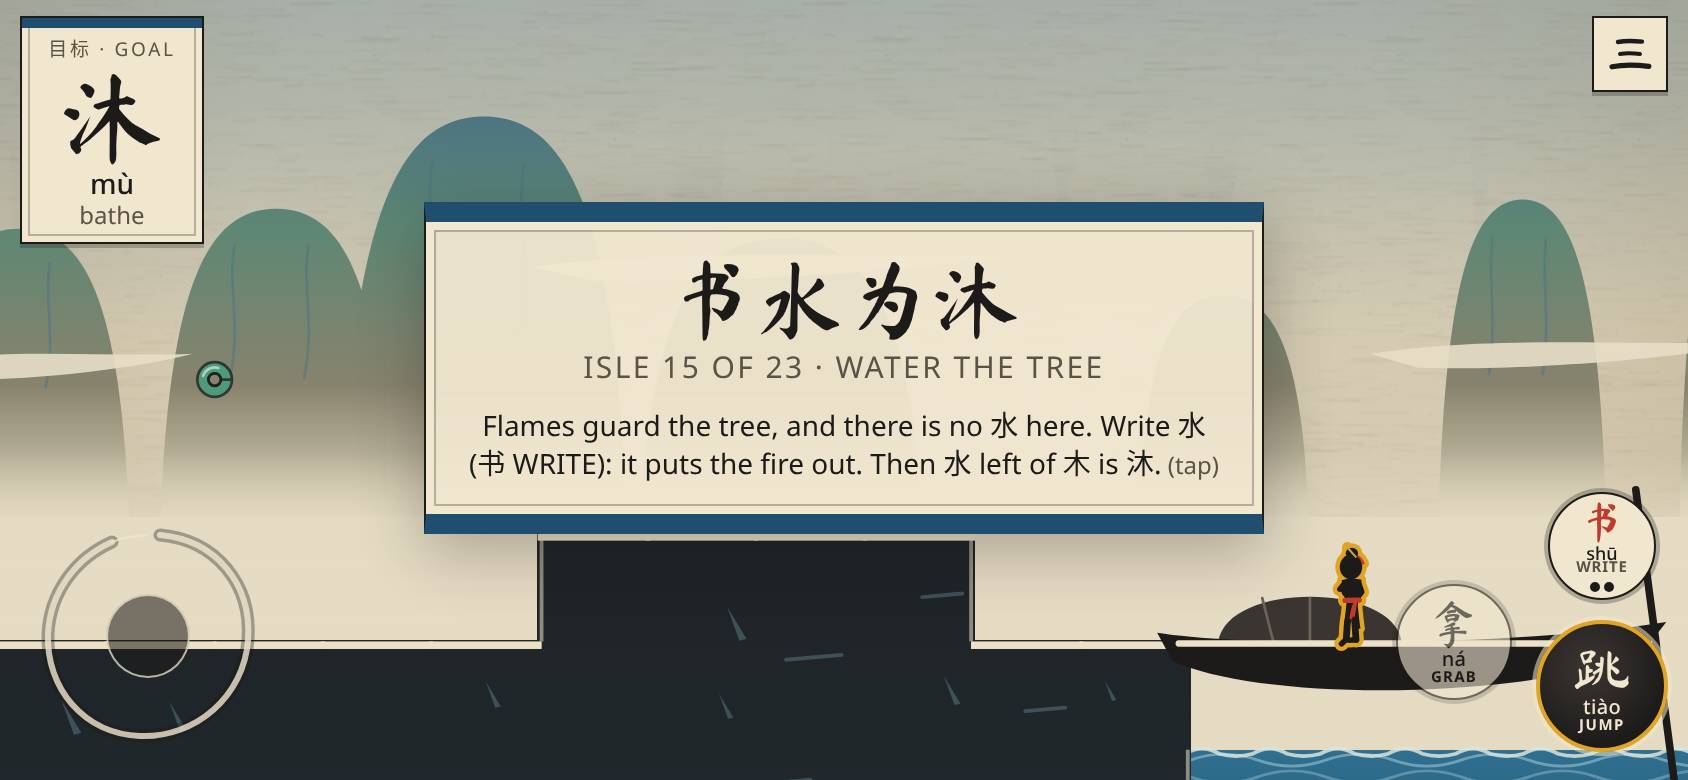 目标 · GOAL
沐
mù
bathe
三
书水为沐
ISLE 15 OF 23 · WATER THE TREE
Flames guard the tree, and there is no 水 here. Write 水
(书 WRITE): it puts the fire out. Then 水 left of 木 is 沐. (tap)
书
shū
WRITE
拿
ná
GRAB
跳
tiào
JUMP